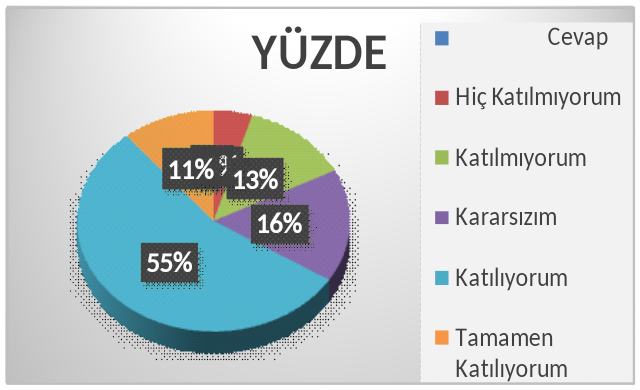 YÜZDE
Cevap
Hiç Katılmıyorum
Katılmıyorum
Kararsızım
Katılıyorum
Tamamen
Katılıyorum
11%
13%
16%
55%